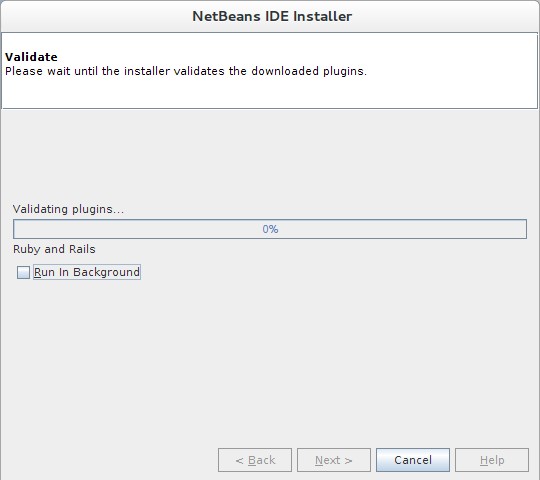 NetBeans IDE Installer
Validate
Please wait until the installer validates the downloaded plugins.
Validating plugins...
0%
Ruby and Rails
Run In Background
< Back Next > Cancel Help